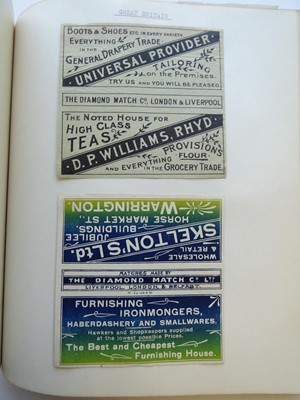 GREAT BRITAIN
BOOTS & SHOES ETC IN EVERY VARIETY
EVERYTHING IN THE
GENERAL DRAPERY TRADE.
UNIVERSAL PROVIDER
TAILORING
on the Premises.
TRY US AND YOU WILL BE PLEASED.
THE DIAMOND MATCH CO, LONDON & LIVERPOOL
THE NOTED HOUSE FOR
HIGH CLASS
TEAS
D.P. WILLIAMS, RHYD
PROVISIONS
FLOUR
AND EVERYTHING IN THE GROCERY TRADE.
WHOLESALE
& RETAIL
SKELTON'S Ltd.
JUBILEE
BUILDINGS,
HORSE MARKET ST.,
WARRINGTON.
MATCHES MADE BY
THE DIAMOND MATCH CO LTD
LIVERPOOL, LONDON & BELFAST.
FURNISHING
IRONMONGERS,
HABERDASHERY AND SMALLWARES.
Hawkers and Shopkeepers supplied
at the lowest possible Prices.
The Best and Cheapest
Furnishing House.